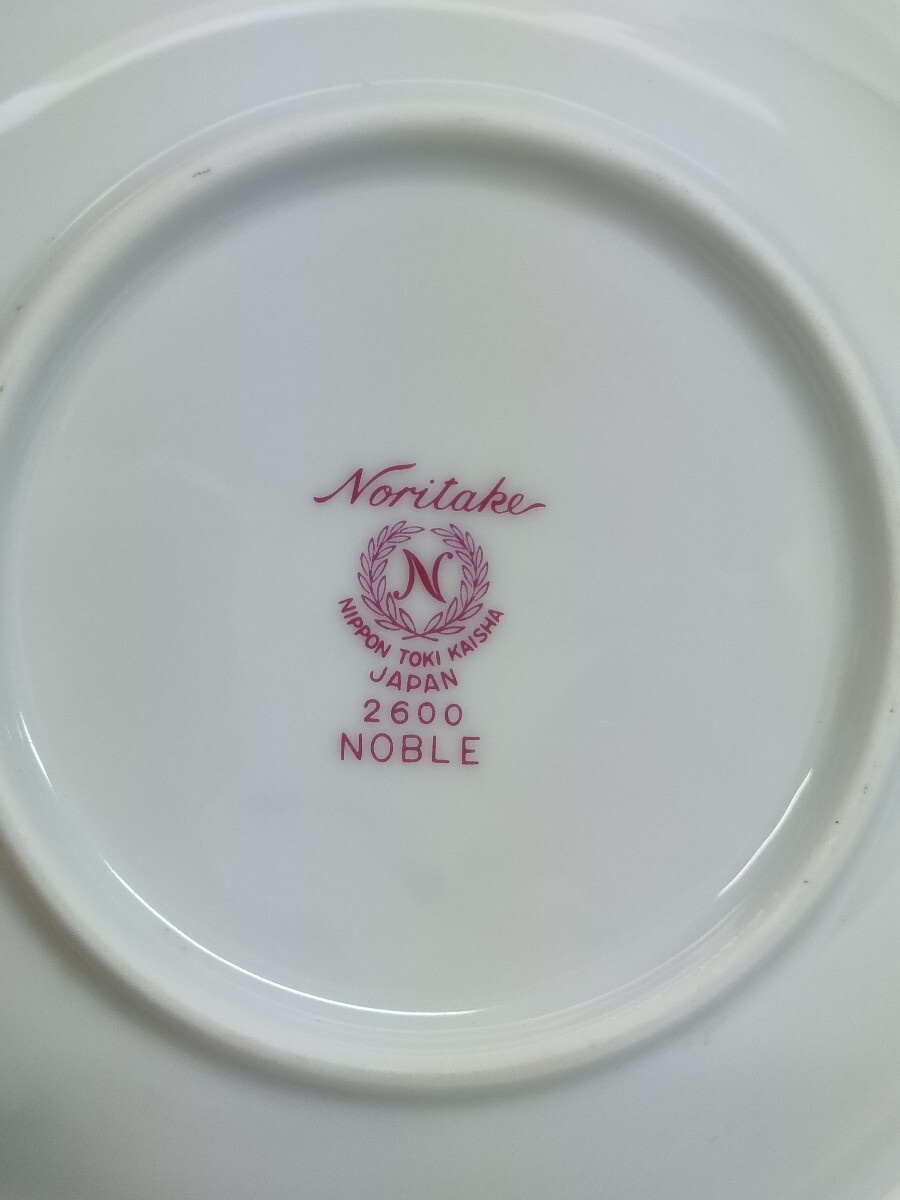 Noritake
N
NIPPON TOKI KAISHA
JAPAN
2600
NOBLE